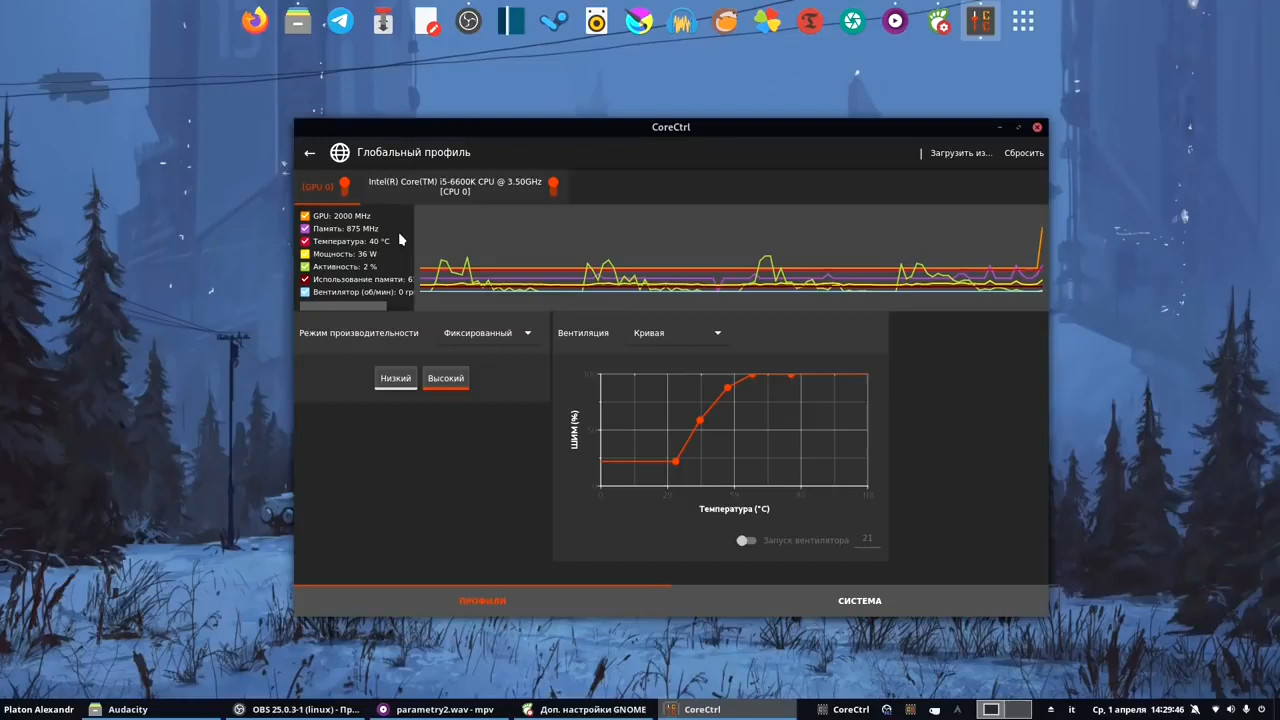 CoreCtrl
Глобальный профиль
Загрузить из...
Сбросить
[GPU 0]
Intel(R) Core(TM) i5-6600K CPU @ 3.50GHz
[CPU 0]
GPU: 2000 MHz
Память: 875 MHz
Температура: 40 °C
Мощность: 36 W
Активность: 2 %
Использование памяти:
Вентилятор (об/мин): 0
Режим производительности
Фиксированный
Вентиляция
Кривая
Низкий
Высокий
ШИМ (%)
0
Температура (°C)
Запуск вентилятора
21
ПРОФИЛИ
СИСТЕМА
Platon Alexandr
Audacity
OBS 25.0.3-1 (linux) - Пр...
parametry2.wav - mpv
Доп. настройки GNOME
CoreCtrl
CoreCtrl
it
Ср, 1 апреля
14:29:46